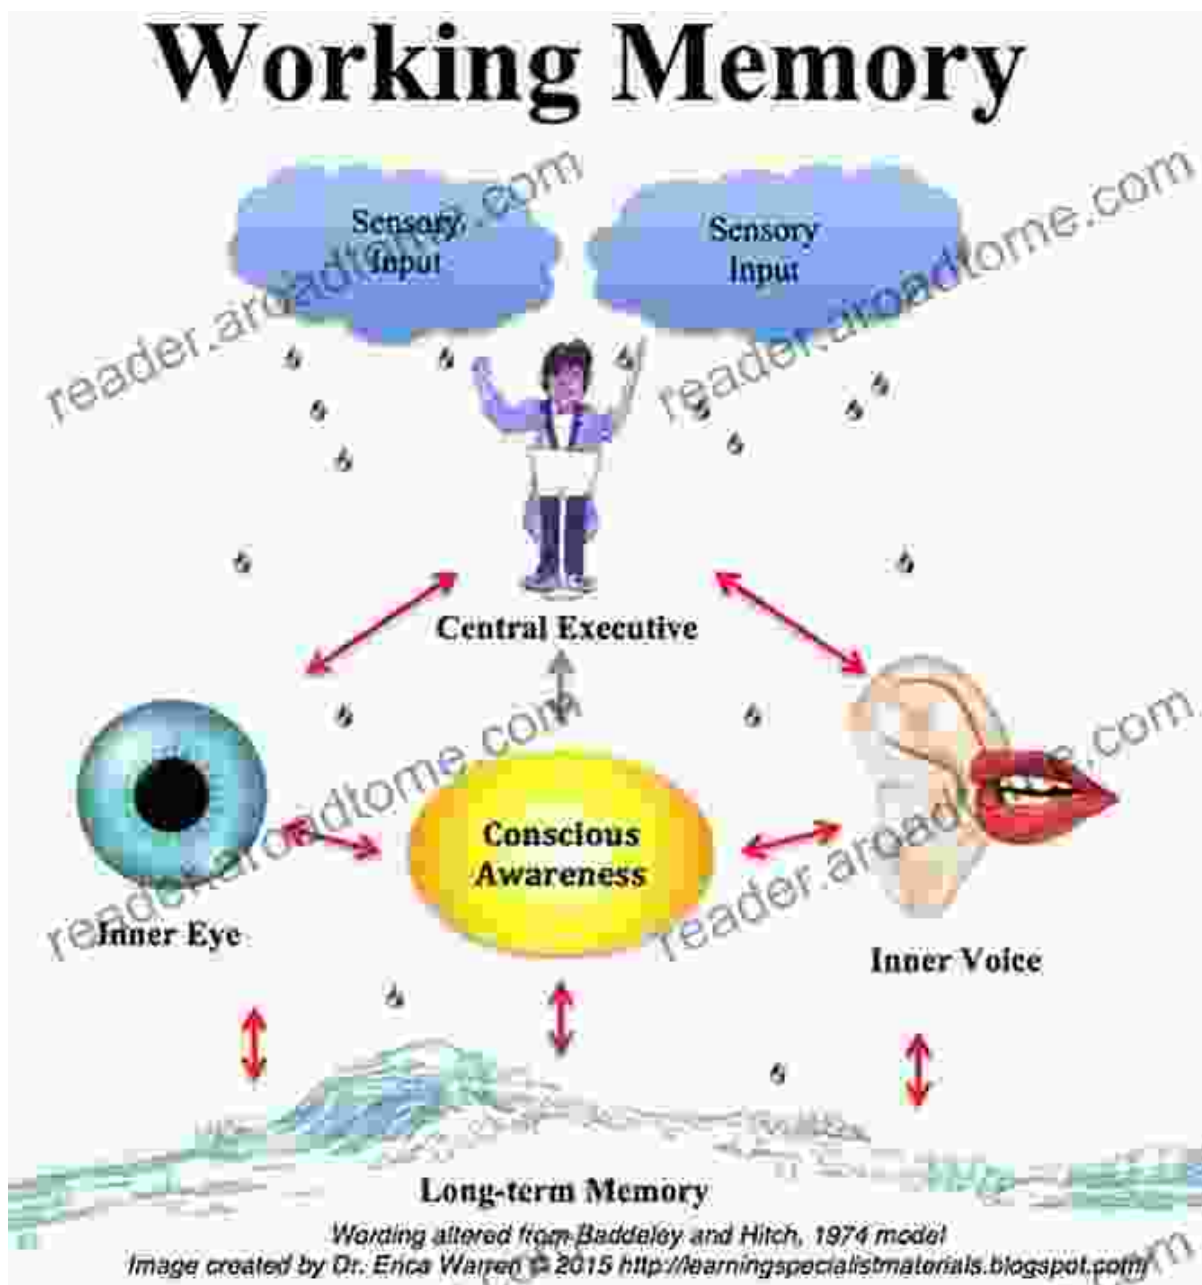 Working Memory
Sensory
Input
Sensory
Input
reader.aroadtome.com
reader.aroadtome.com
Central Executive
Conscious
Awareness
Inner Eye
Inner Voice
reader.aroadtome.com
reader.aroadtome.com
Long-term Memory
Wording altered from Baddeley and Hitch, 1974 model
Image created by Dr. Erica Warren © 2015 http://learningspecialistmaterials.blogspot.com/